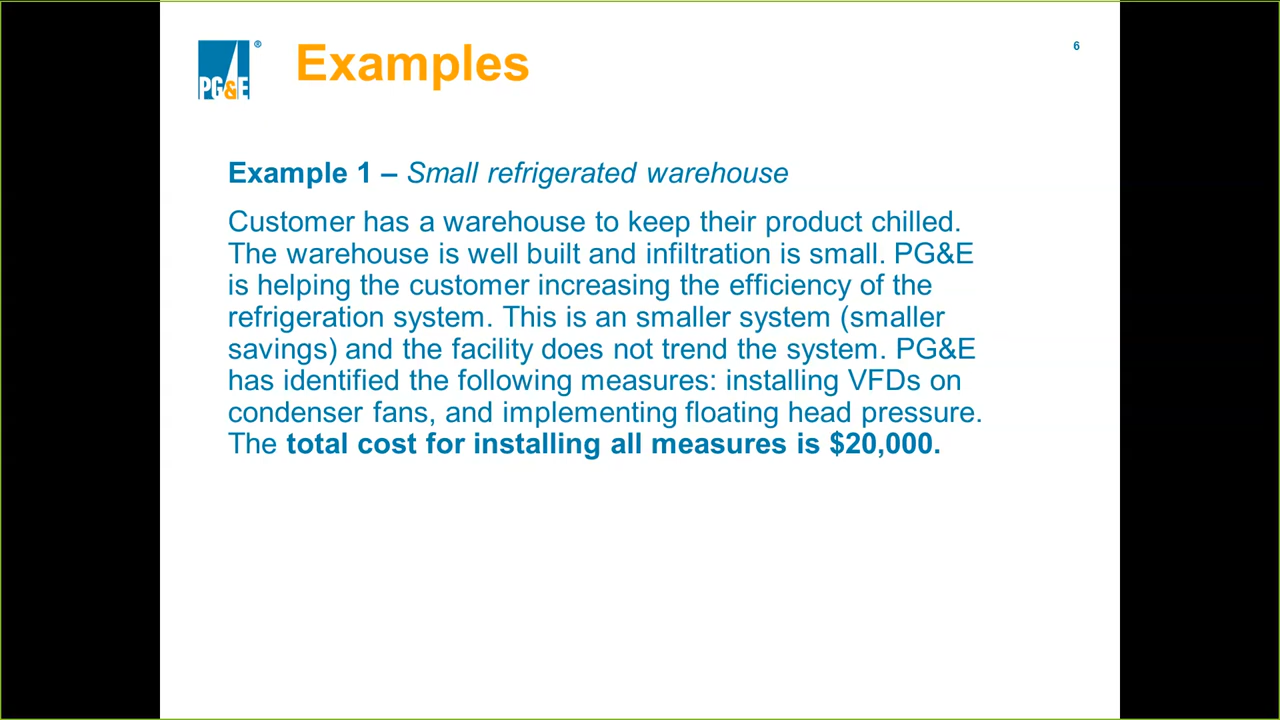 PG&E ®
Examples
6
Example 1 – Small refrigerated warehouse
Customer has a warehouse to keep their product chilled.
The warehouse is well built and infiltration is small. PG&E
is helping the customer increasing the efficiency of the
refrigeration system. This is an smaller system (smaller
savings) and the facility does not trend the system. PG&E
has identified the following measures: installing VFDs on
condenser fans, and implementing floating head pressure.
The total cost for installing all measures is $20,000.